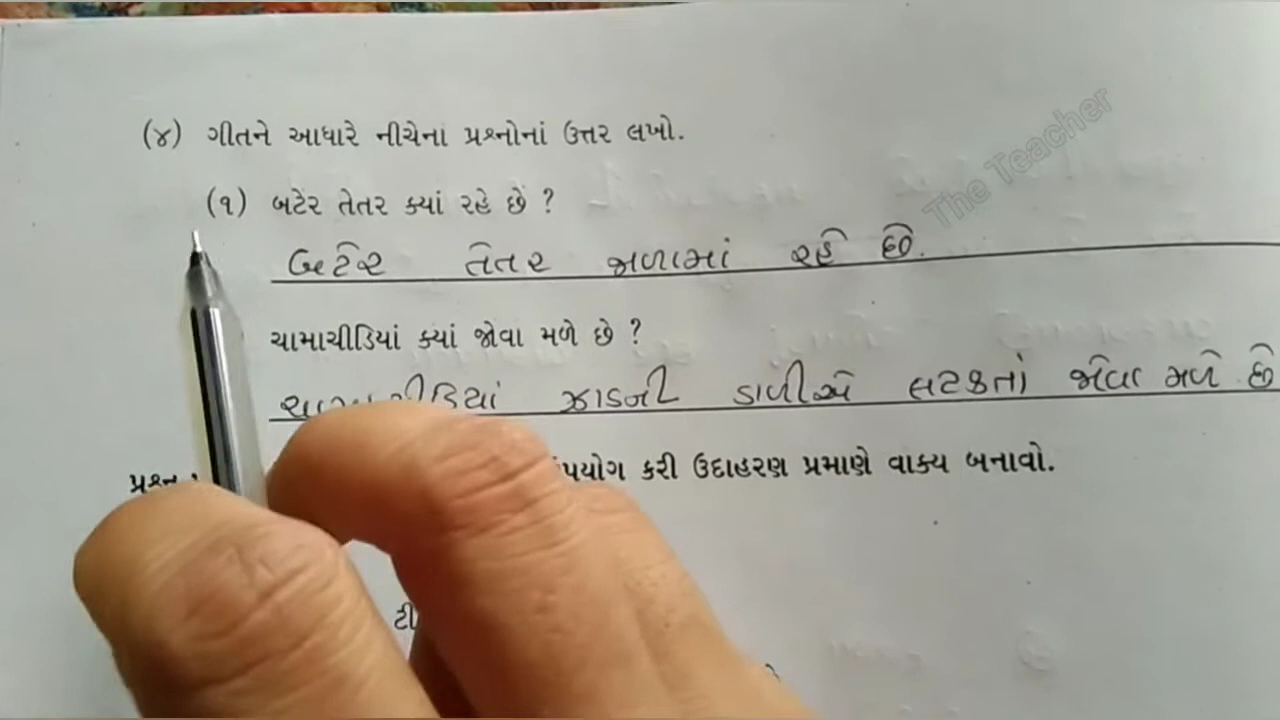 (૪) ગીતને આધારે નીચેના પ્રશ્નોનાં ઉત્તર લખો.
The Teacher
(૧) બટેર તેતર ક્યાં રહે છે ?
બટેર તેતર જાળામાં રહે છે.
ચામાચીડિયાં ક્યાં જોવા મળે છે ?
ઝાડની ડાળીએ લટકતાં જોવા મળે છે
કરી ઉદાહરણ પ્રમાણે વાક્ય બનાવો.